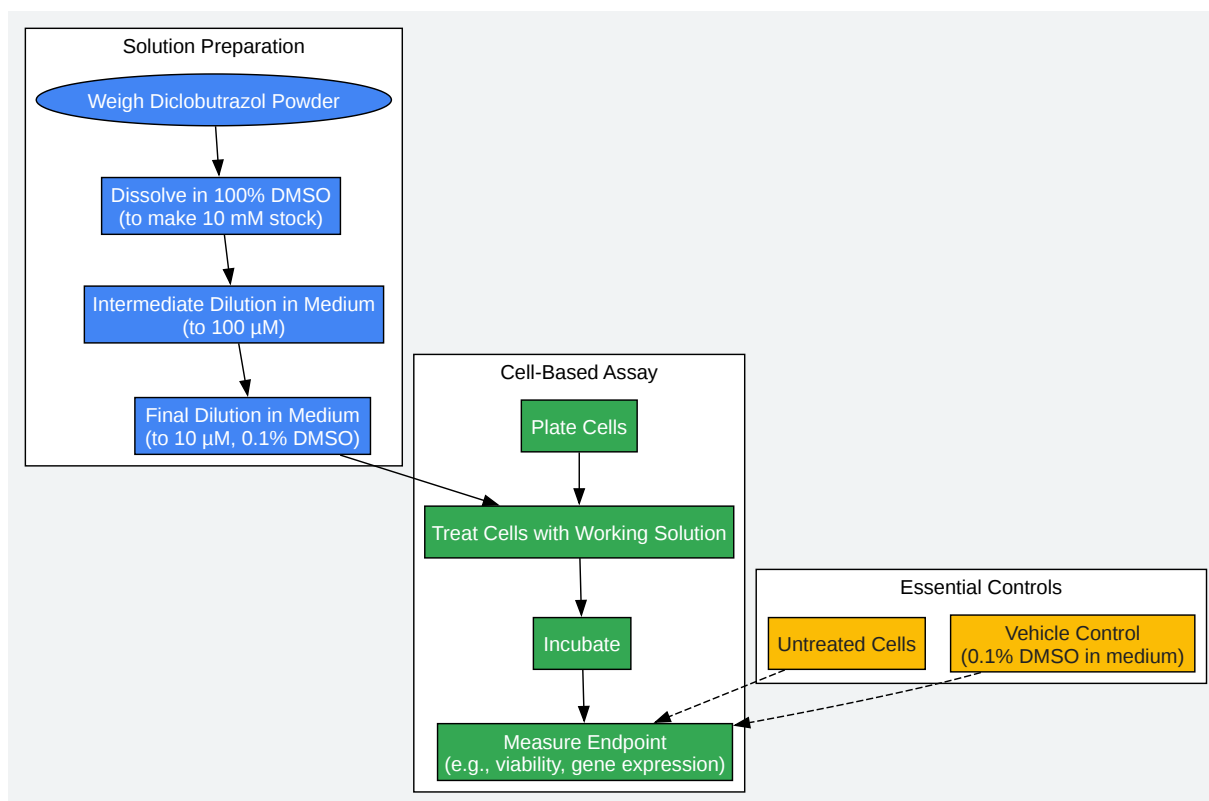 Solution Preparation
Weigh Diclobutrazol Powder
Dissolve in 100% DMSO
(to make 10 mM stock)
Intermediate Dilution in Medium
(to 100 µM)
Final Dilution in Medium
(to 10 µM, 0.1% DMSO)
Cell-Based Assay
Plate Cells
Treat Cells with Working Solution
Incubate
Measure Endpoint
(e.g., viability, gene expression)
Essential Controls
Untreated Cells
Vehicle Control
(0.1% DMSO in medium)